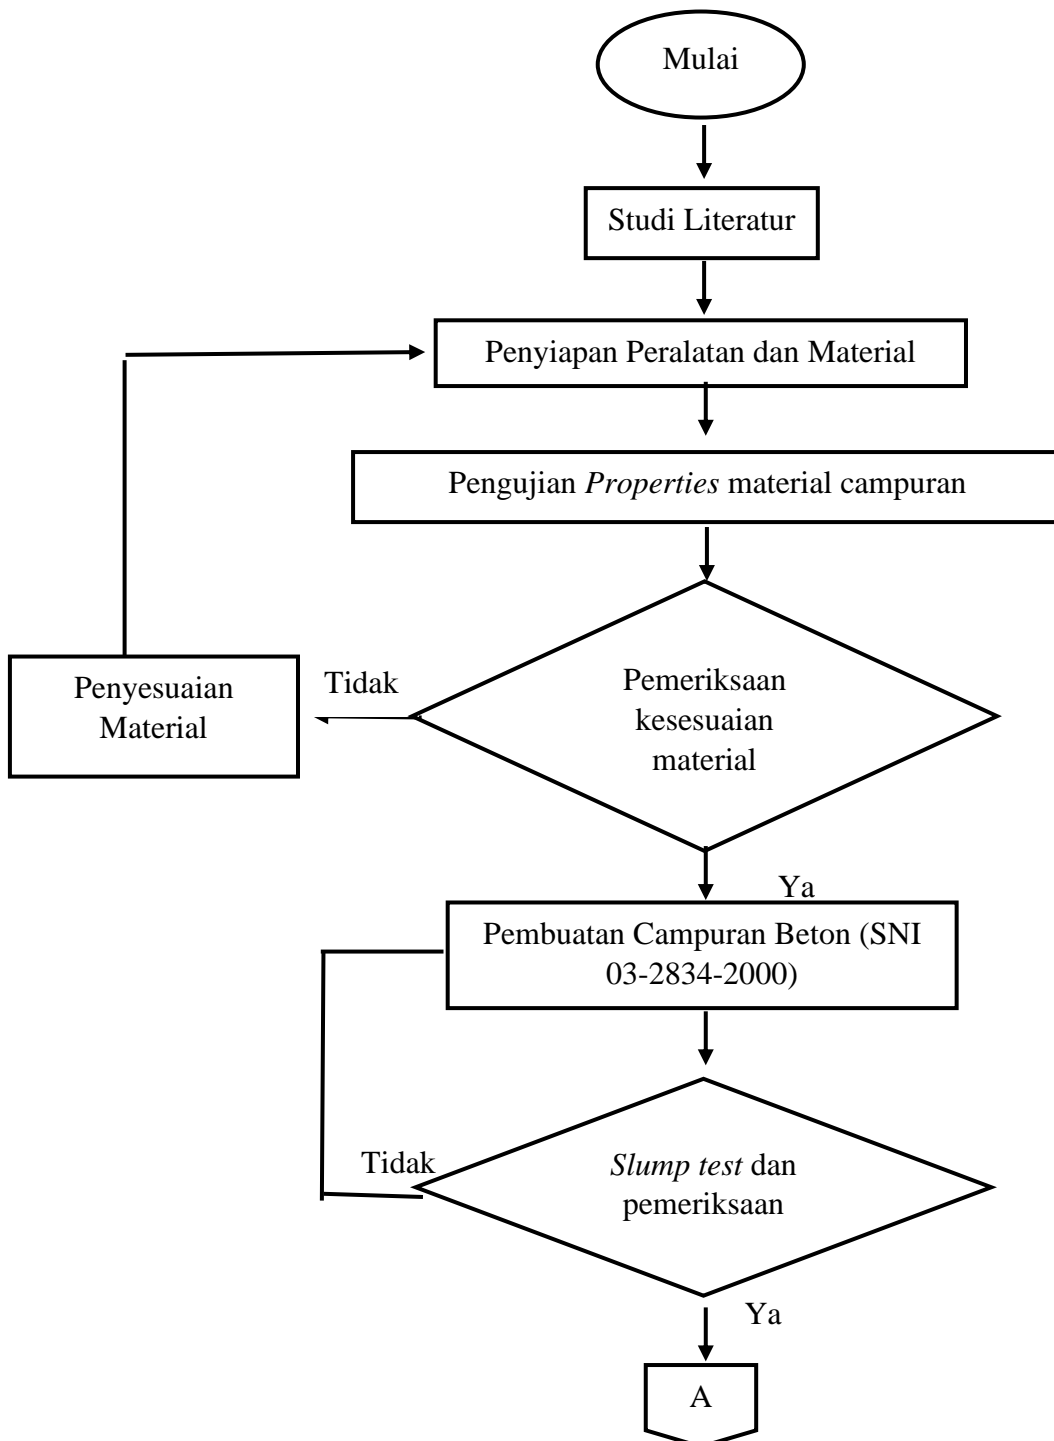 Mulai
Studi Literatur
Penyiapan Peralatan dan Material
Pengujian Properties material campuran
Penyesuaian
Material
Tidak
Pemeriksaan
kesesuaian
material
Ya
Pembuatan Campuran Beton (SNI
03-2834-2000)
Tidak
Slump test dan
pemeriksaan
Ya
A